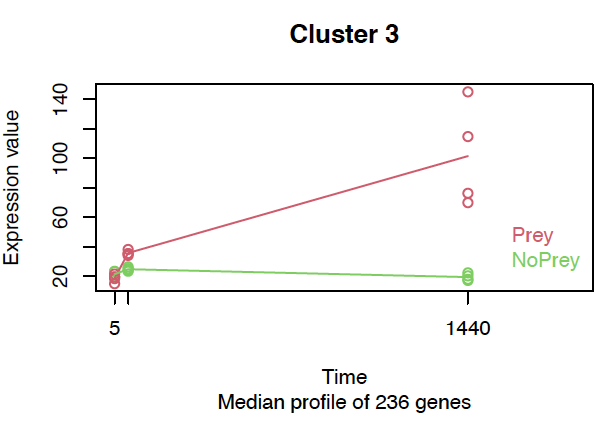 Cluster 3
Expression value
140
100
60
20
Prey
NoPrey
5
1440
Time
Median profile of 236 genes